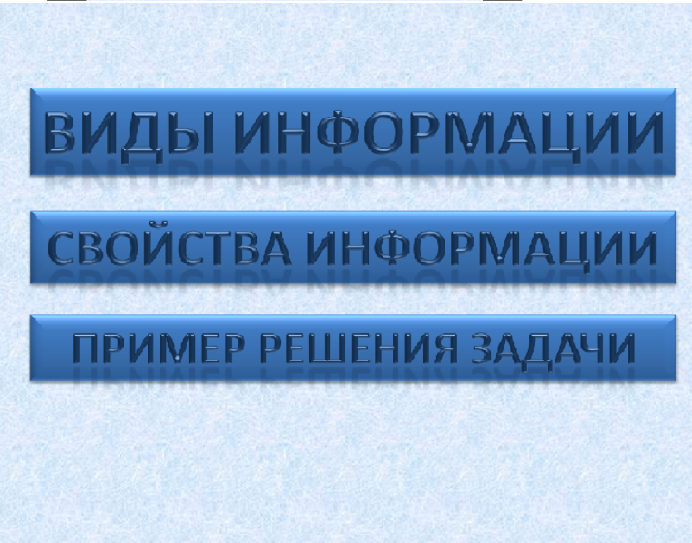 ВИДЫ ИНФОРМАЦИИ
СВОЙСТВА ИНФОРМАЦИИ
ПРИМЕР РЕШЕНИЯ ЗАДАЧИ